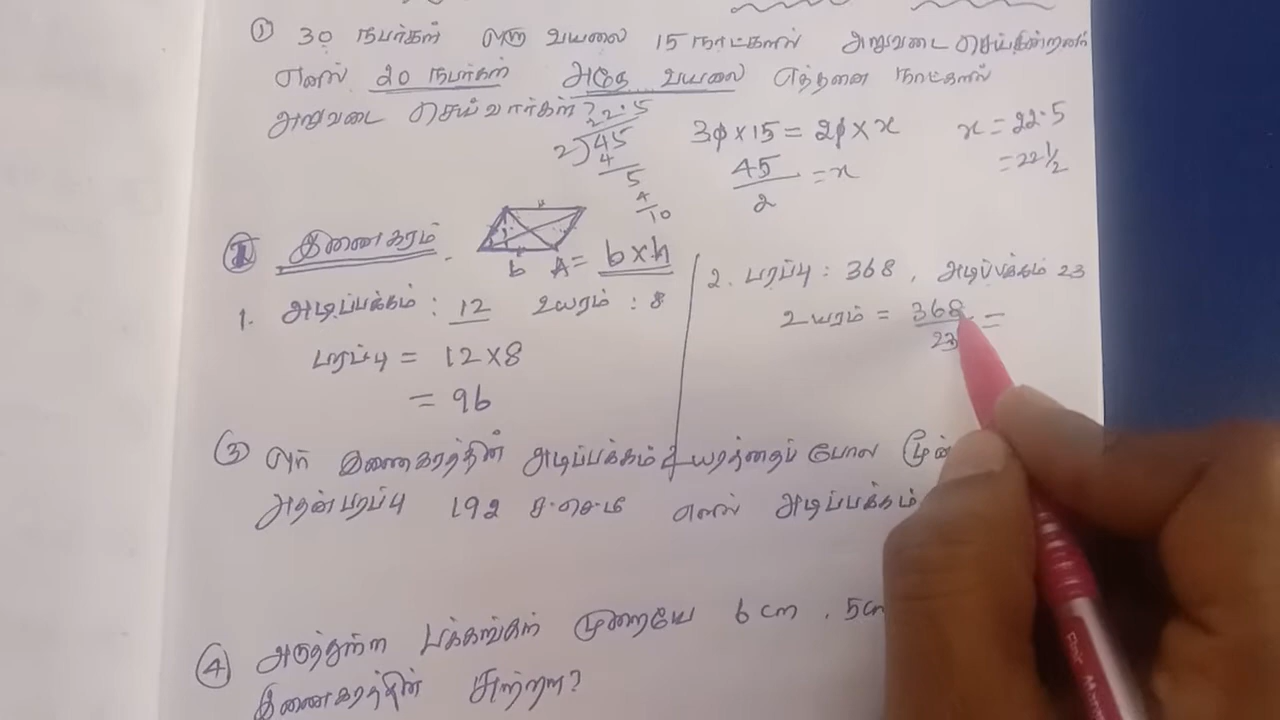 ① 30 நபர்கள் ஒரு வயலை 15 நாட்களில் அறுவடை செய்கின்றனர்
எனில் 20 நபர்கள் அதே வயலை எத்தனை நாட்களில்
அறுவடை செய்வார்கள்?
22.5
2) 45
4
5
4
10
30 x 15 = 20 x x
45/2 = x
x = 22.5
= 22 1/2
II இணைகரம்.
b
A = b x h
1. அடிப்பக்கம் : 12 உயரம் : 8
பரப்பு = 12 x 8
= 96
2. பரப்பு : 368 , அடிப்பக்கம் 23
உயரம் = 368/23 =
③ ஓர் இணைகரத்தின் அடிப்பக்கம் உயரத்தைப் போல மூன்
அதன் பரப்பு 192 ச.செ.மீ எனில் அடிப்பக்கம்
④ அடுத்துள்ள பக்கங்கள் முறையே 6 cm , 5cm
இணைகரத்தின் சுற்றளவு?